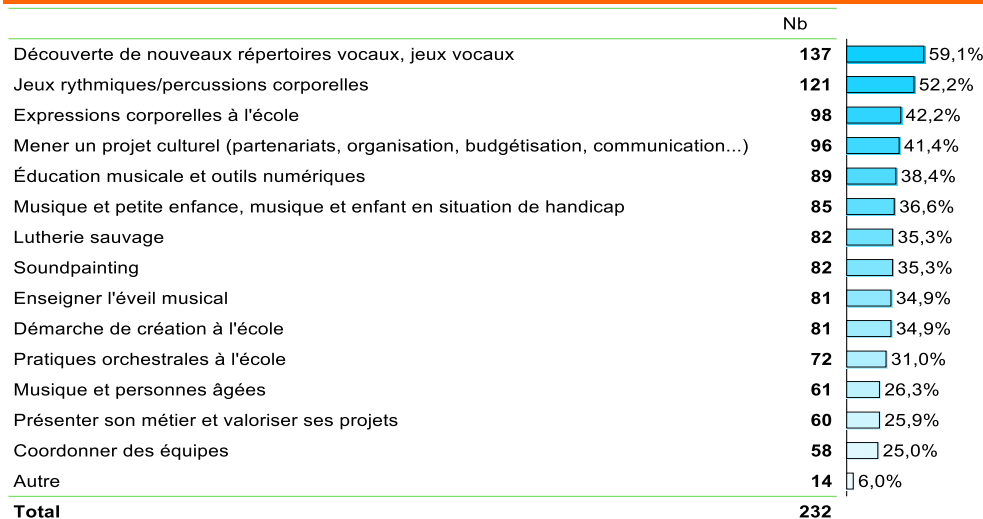 Nb
Découverte de nouveaux répertoires vocaux, jeux vocaux 137 59,1%
Jeux rythmiques/percussions corporelles 121 52,2%
Expressions corporelles à l'école 98 42,2%
Mener un projet culturel (partenariats, organisation, budgétisation, communication...) 96 41,4%
Éducation musicale et outils numériques 89 38,4%
Musique et petite enfance, musique et enfant en situation de handicap 85 36,6%
Lutherie sauvage 82 35,3%
Soundpainting 82 35,3%
Enseigner l'éveil musical 81 34,9%
Démarche de création à l'école 81 34,9%
Pratiques orchestrales à l'école 72 31,0%
Musique et personnes âgées 61 26,3%
Présenter son métier et valoriser ses projets 60 25,9%
Coordonner des équipes 58 25,0%
Autre 14 6,0%
Total 232